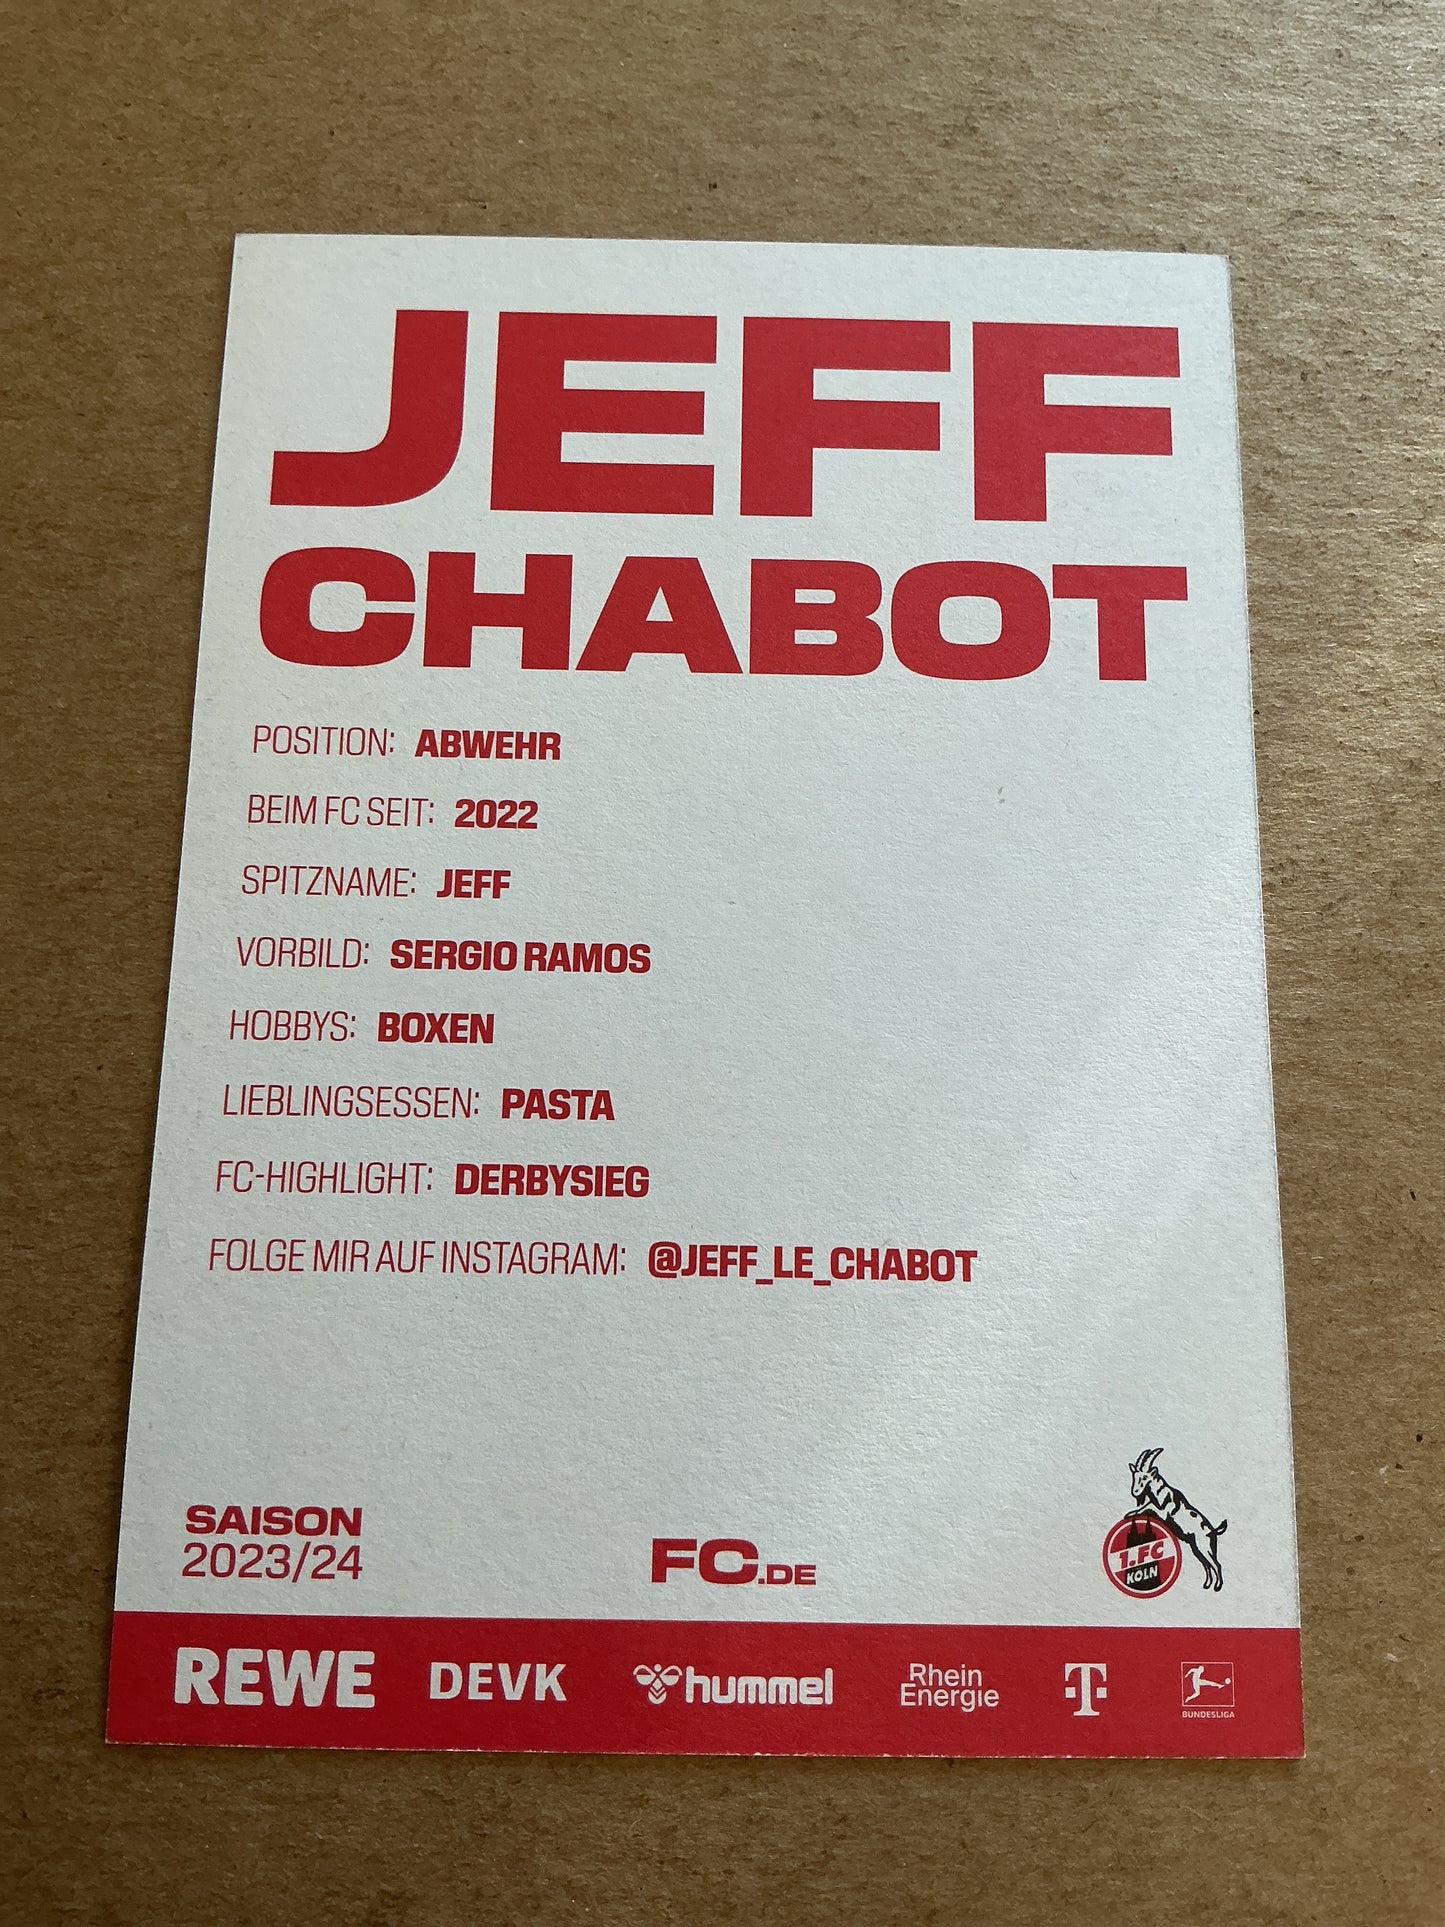 JEFF
CHABOT
POSITION: ABWEHR
BEIM FC SEIT: 2022
SPITZNAME: JEFF
VORBILD: SERGIO RAMOS
HOBBYS: BOXEN
LIEBLINGSESSEN: PASTA
FC-HIGHLIGHT: DERBYSIEG
FOLGE MIR AUF INSTAGRAM: @JEFF_LE_CHABOT
SAISON
2023/24
FC.DE
1.FC
KÖLN
REWE
DEVK
hummel
Rhein
Energie
T
BUNDESLIGA